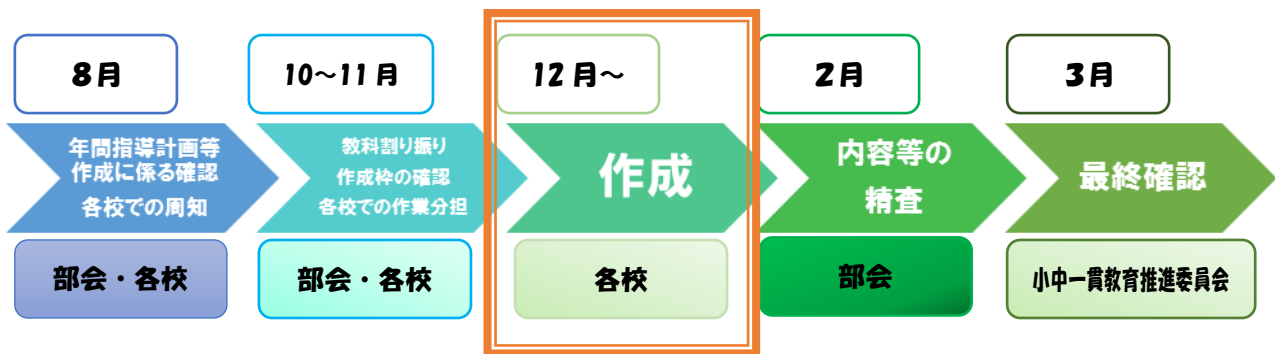 8月
10～11月
12月～
2月
3月
年間指導計画等
作成に係る確認
各校での周知
教科割り振り
作成枠の確認
各校での作業分担
作成
内容等の
精査
最終確認
部会・各校
部会・各校
各校
部会
小中一貫教育推進委員会